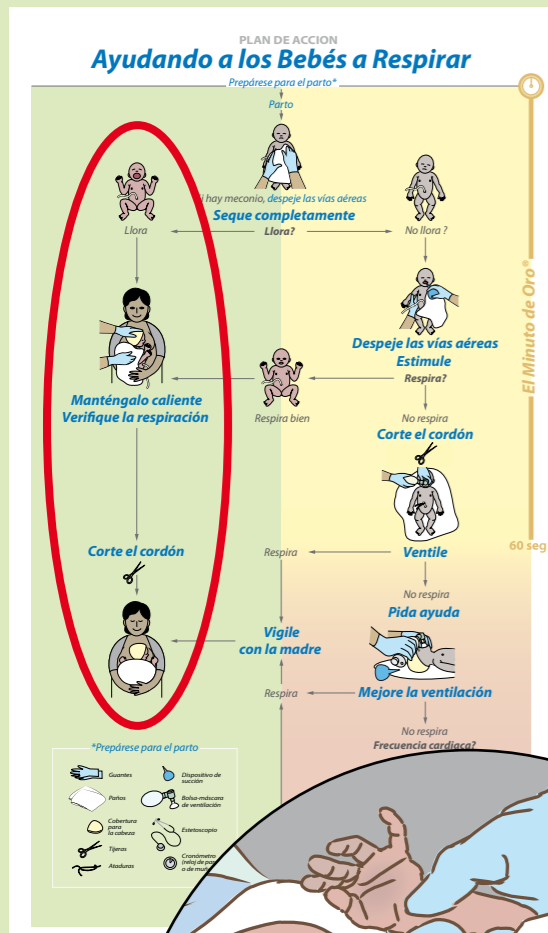 PLAN DE ACCION
Ayudando a los Bebés a Respirar
Prepárese para el parto*
Parto
i hay meconio, despeje las vías aéreas
Seque completamente
Llora
Llora?
No llora ?
El Minuto de Oro®
Despeje las vías aéreas
Estimule
Respira?
Manténgalo caliente
Verifique la respiración
Respira bien
No respira
Corte el cordón
60 seg
Corte el cordón
Respira
Ventile
No respira
Pida ayuda
Vigile
con la madre
Respira
Mejore la ventilación
No respira
Frecuencia cardiaca?
*Prepárese para el parto
Guantes
Dispositivo de
succión
Paños
Bolsa-máscara
de ventilación
Cobertura
para
la cabeza
Estetoscopio
Tijeras
Ataduras
Cronómetro
(reloj de
o de